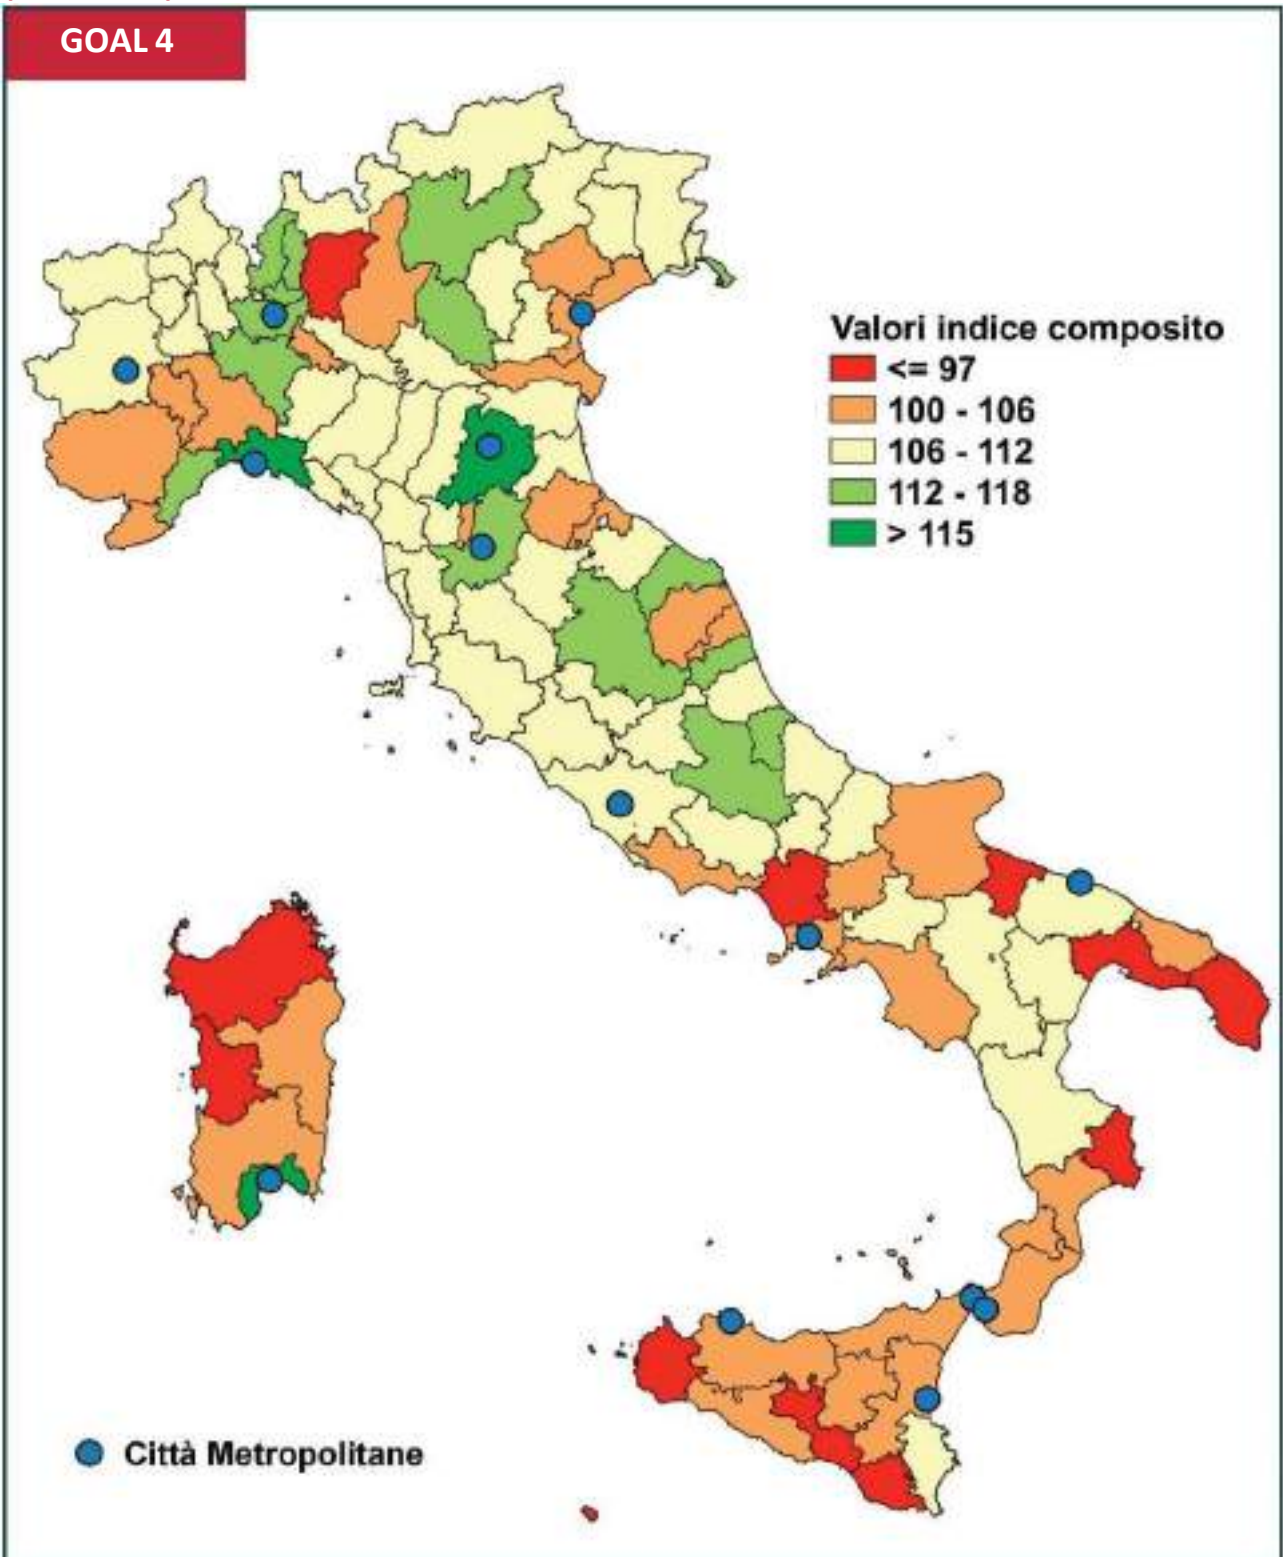 GOAL 4
Valori indice composito
<= 97
100 - 106
106 - 112
112 - 118
> 115
Città Metropolitane